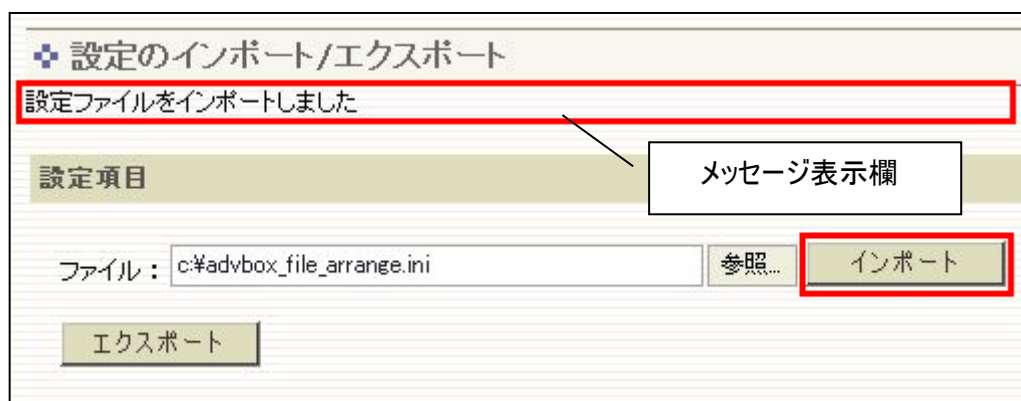 設定のインポート/エクスポート
設定ファイルをインポートしました
メッセージ表示欄
設定項目
ファイル： c:¥advbox_file_arrange.ini 参照... インポート
エクスポート